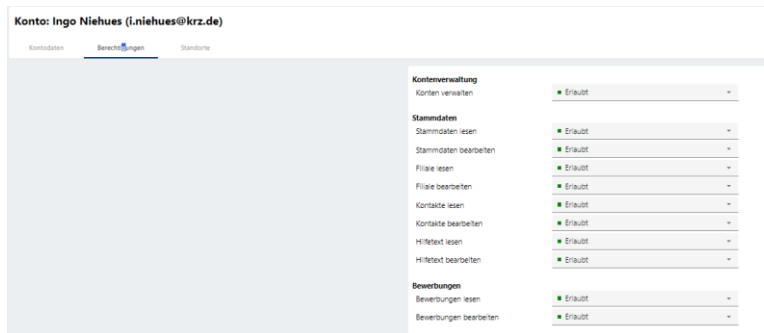 Konto: Ingo Niehues (i.niehues@krz.de)
Kontodaten Berechtigungen Standorte
Kontenverwaltung
Konten verwalten Erlaubt
Stammdaten
Stammdaten lesen Erlaubt
Stammdaten bearbeiten Erlaubt
Filiale lesen Erlaubt
Filiale bearbeiten Erlaubt
Kontakte lesen Erlaubt
Kontakte bearbeiten Erlaubt
Hilfetext lesen Erlaubt
Hilfetext bearbeiten Erlaubt
Bewerbungen
Bewerbungen lesen Erlaubt
Bewerbungen bearbeiten Erlaubt